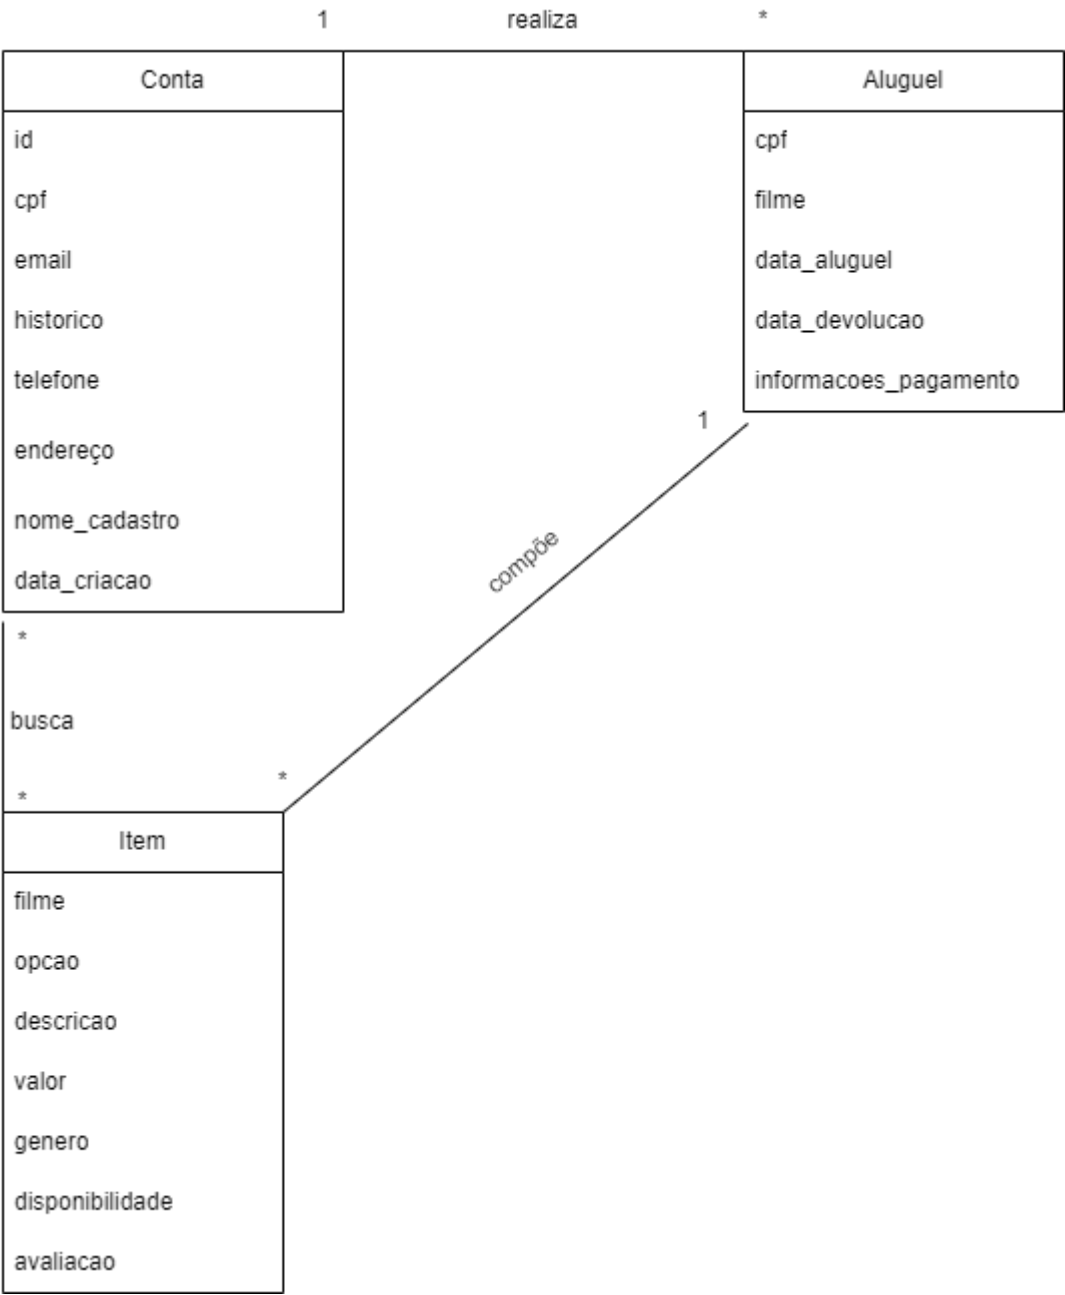 1 realiza *
Conta
id
cpf
email
historico
telefone
endereço
nome_cadastro
data_criacao
Aluguel
cpf
filme
data_aluguel
data_devolucao
informacoes_pagamento
1
compõe
*
*
busca
*
Item
filme
opcao
descricao
valor
genero
disponibilidade
avaliacao